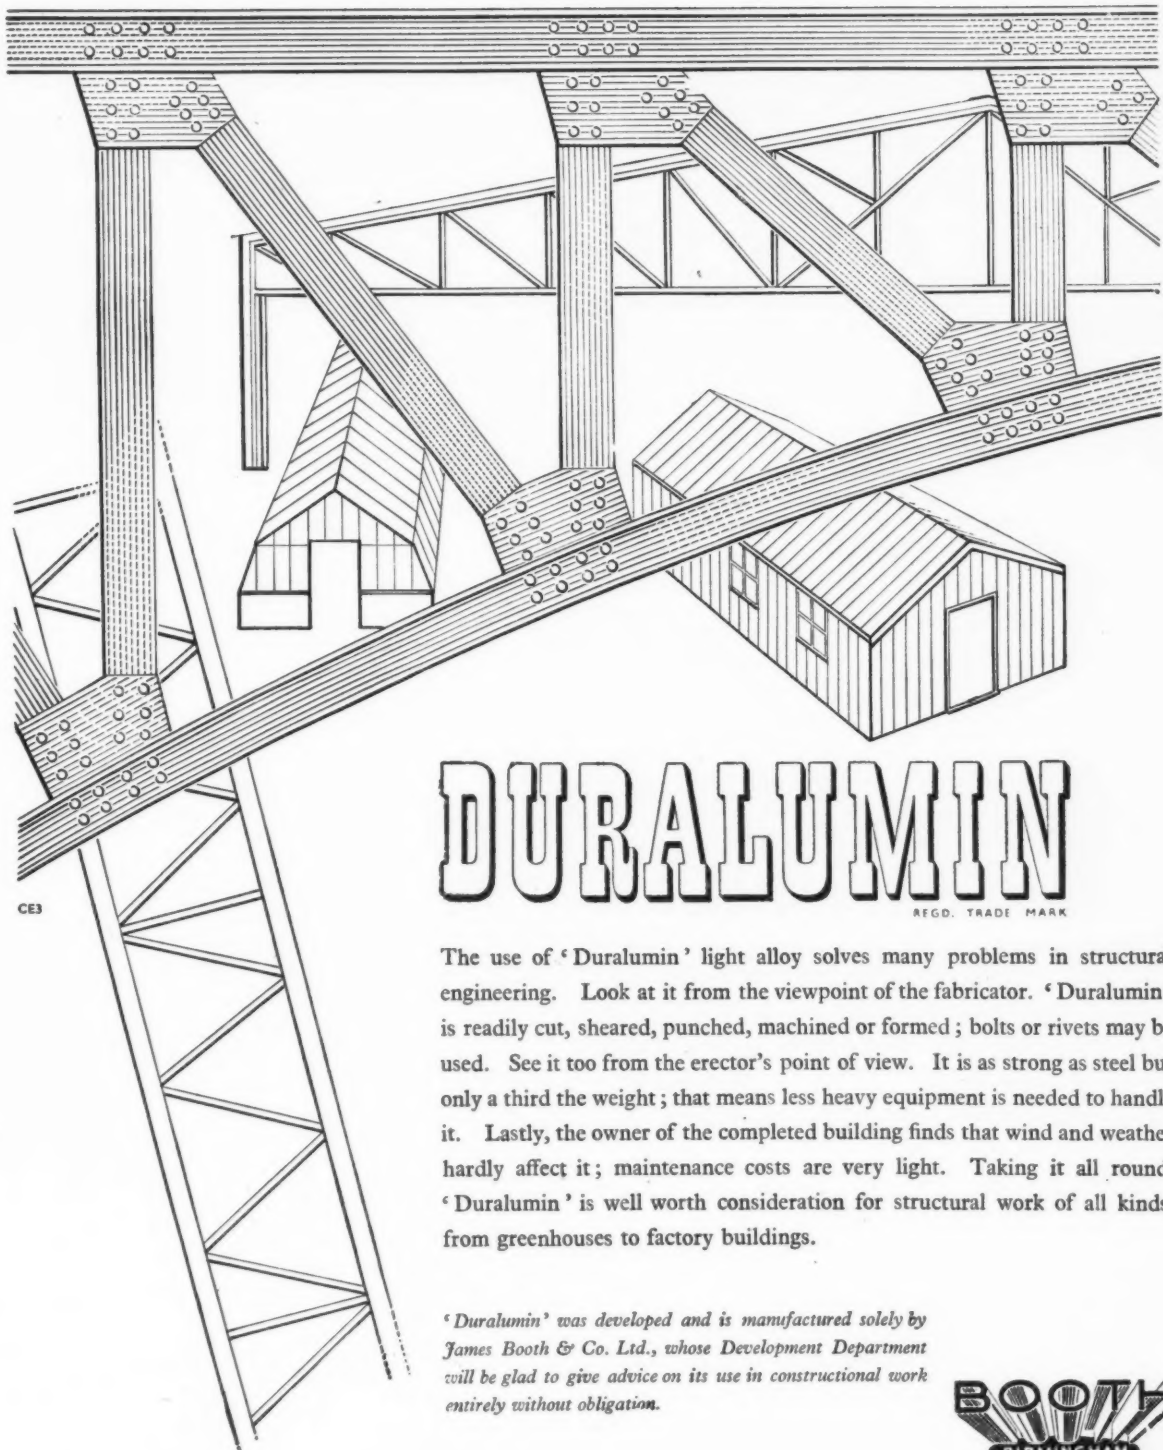 CE3
DURALUMIN
REGD. TRADE MARK
The use of ‘Duralumin’ light alloy solves many problems in structura
engineering. Look at it from the viewpoint of the fabricator. ‘Duralumin
is readily cut, sheared, punched, machined or formed; bolts or rivets may b
used. See it too from the erector's point of view. It is as strong as steel bu
only a third the weight; that means less heavy equipment is needed to handl
it. Lastly, the owner of the completed building finds that wind and weathe
hardly affect it; maintenance costs are very light. Taking it all round
‘Duralumin’ is well worth consideration for structural work of all kinds
from greenhouses to factory buildings.
‘Duralumin’ was developed and is manufactured solely by
James Booth & Co. Ltd., whose Development Department
will be glad to give advice on its use in constructional work
entirely without obligation.
BOOTH